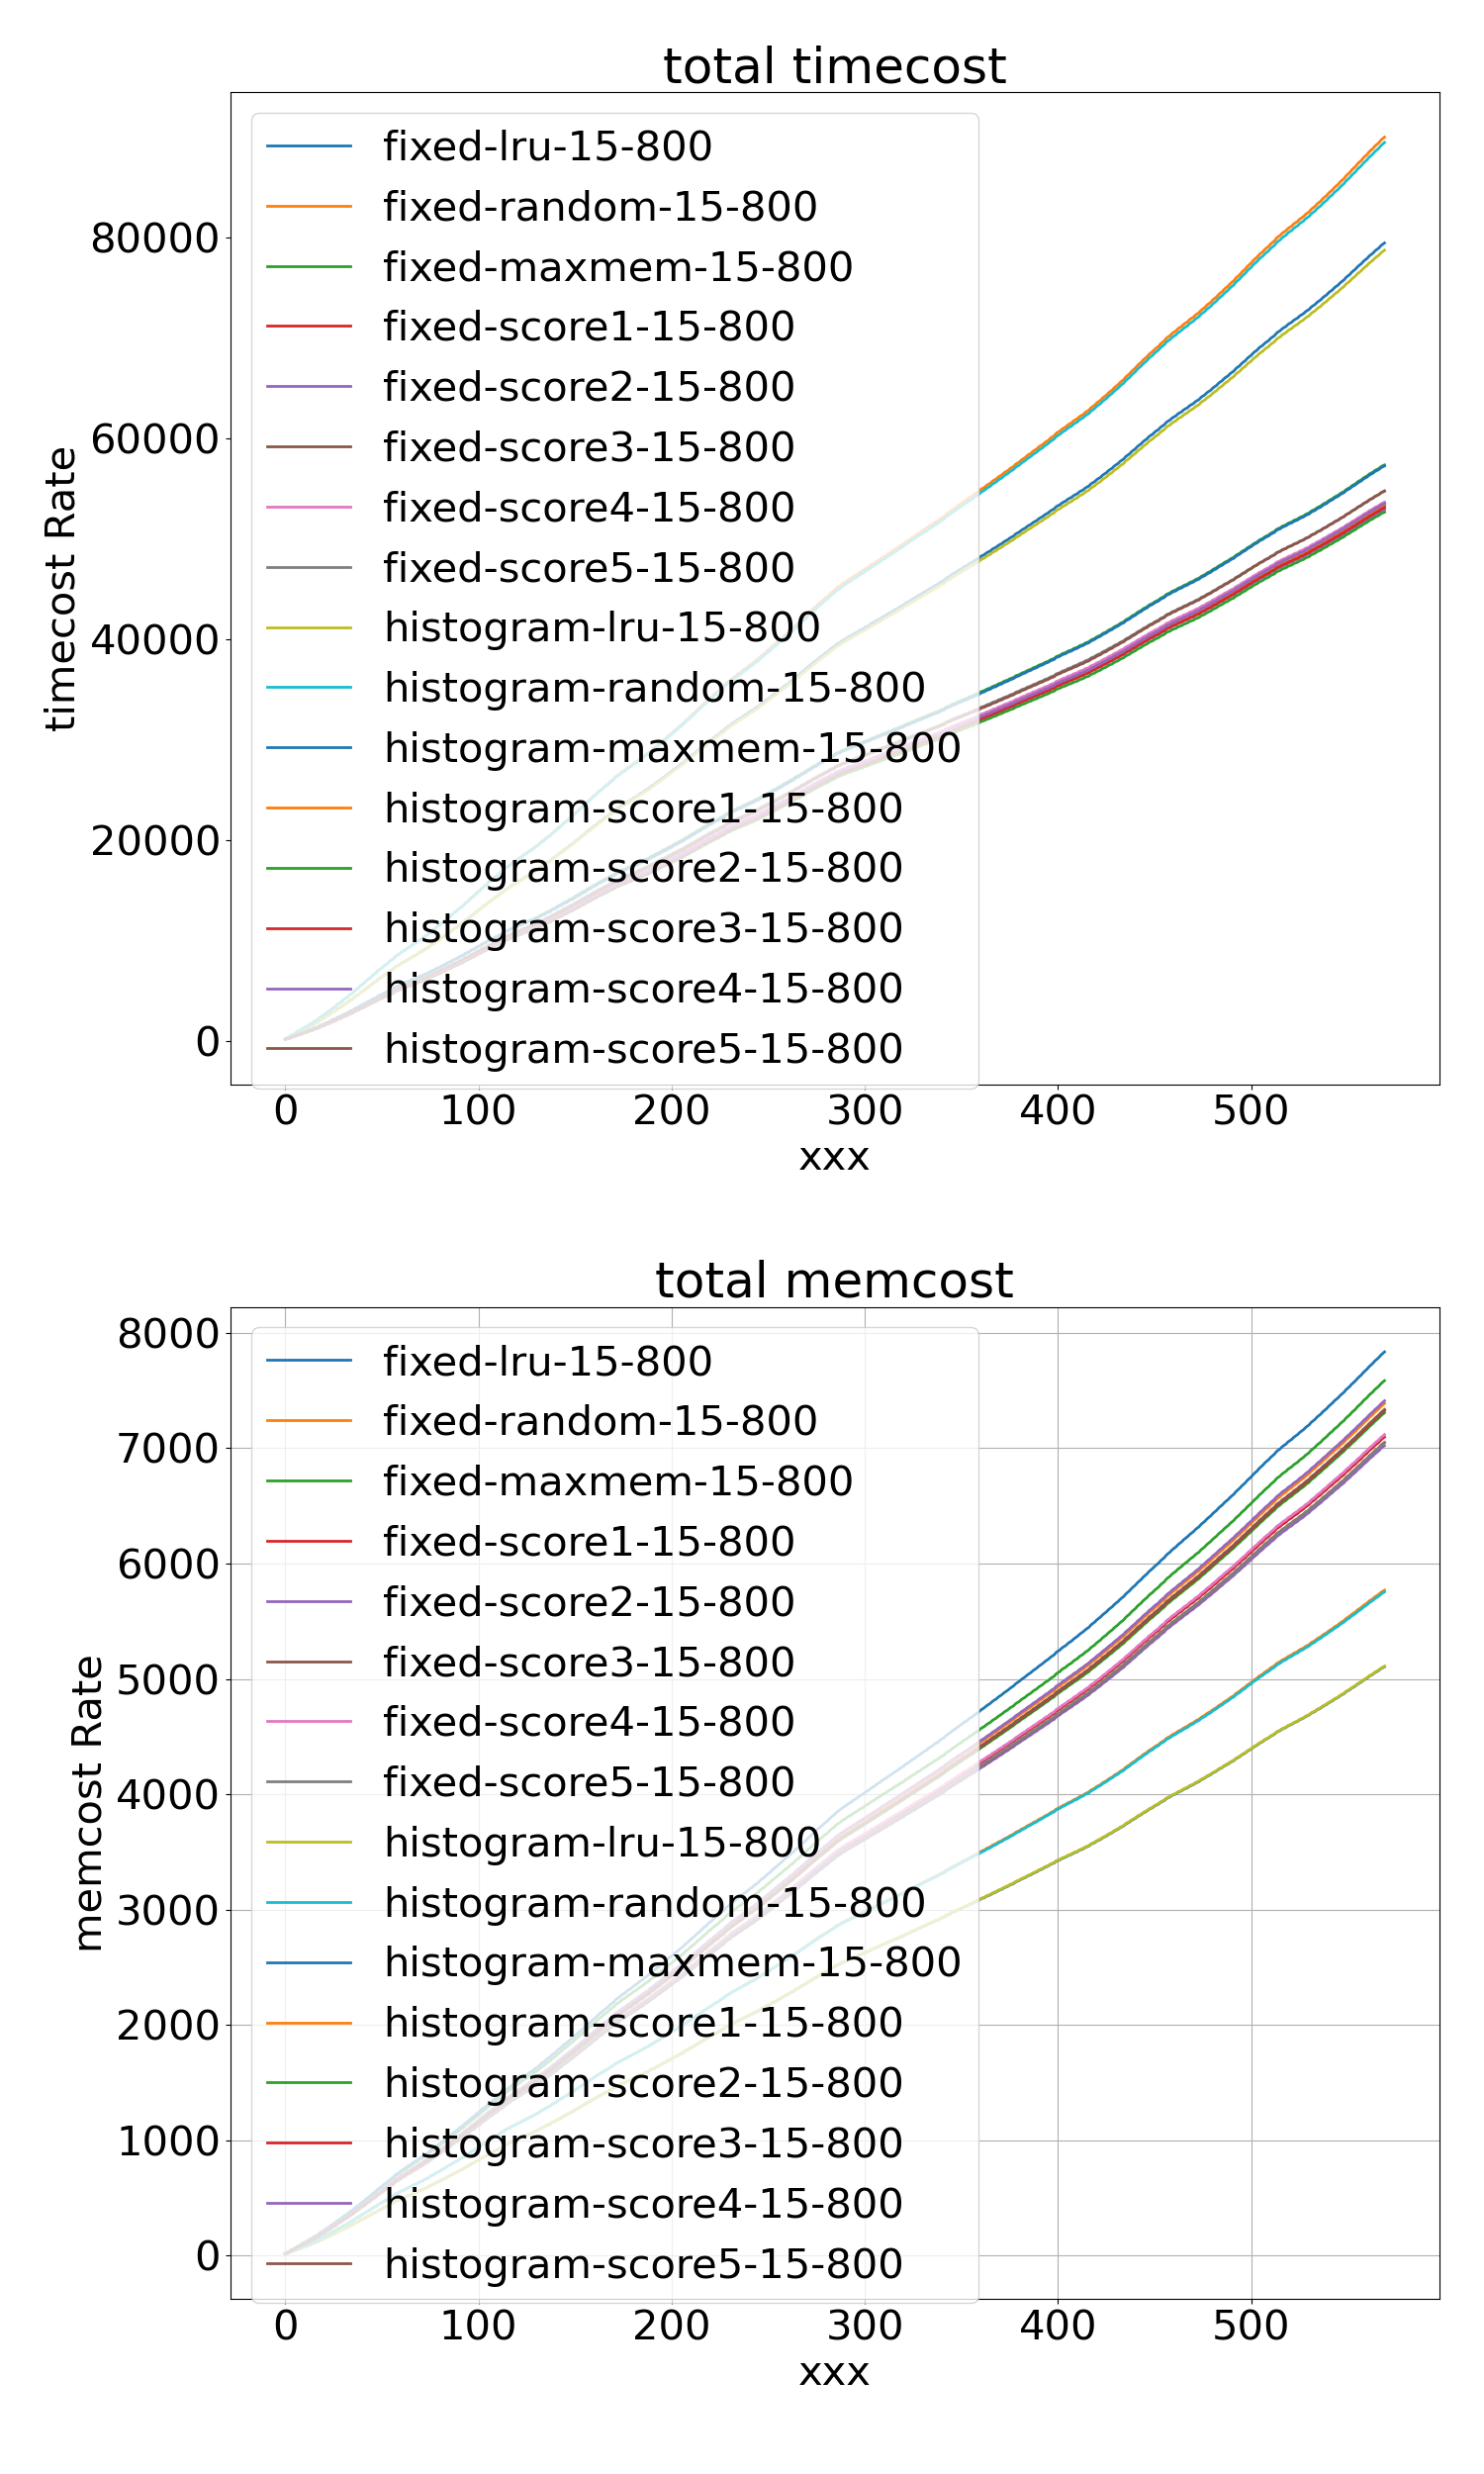 total timecost
timecost Rate
80000
60000
40000
20000
0
fixed-lru-15-800
fixed-random-15-800
fixed-maxmem-15-800
fixed-score1-15-800
fixed-score2-15-800
fixed-score3-15-800
fixed-score4-15-800
fixed-score5-15-800
histogram-lru-15-800
histogram-random-15-800
histogram-maxmem-15-800
histogram-score1-15-800
histogram-score2-15-800
histogram-score3-15-800
histogram-score4-15-800
histogram-score5-15-800
0 100 200 300 400 500
xxx
total memcost
memcost Rate
8000
7000
6000
5000
4000
3000
2000
1000
0
fixed-lru-15-800
fixed-random-15-800
fixed-maxmem-15-800
fixed-score1-15-800
fixed-score2-15-800
fixed-score3-15-800
fixed-score4-15-800
fixed-score5-15-800
histogram-lru-15-800
histogram-random-15-800
histogram-maxmem-15-800
histogram-score1-15-800
histogram-score2-15-800
histogram-score3-15-800
histogram-score4-15-800
histogram-score5-15-800
0 100 200 300 400 500
xxx